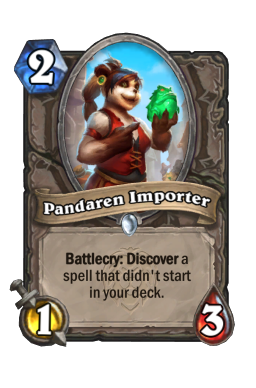 2
Pandaren Importer
Battlecry: Discover a
spell that didn't start
in your deck.
1
3